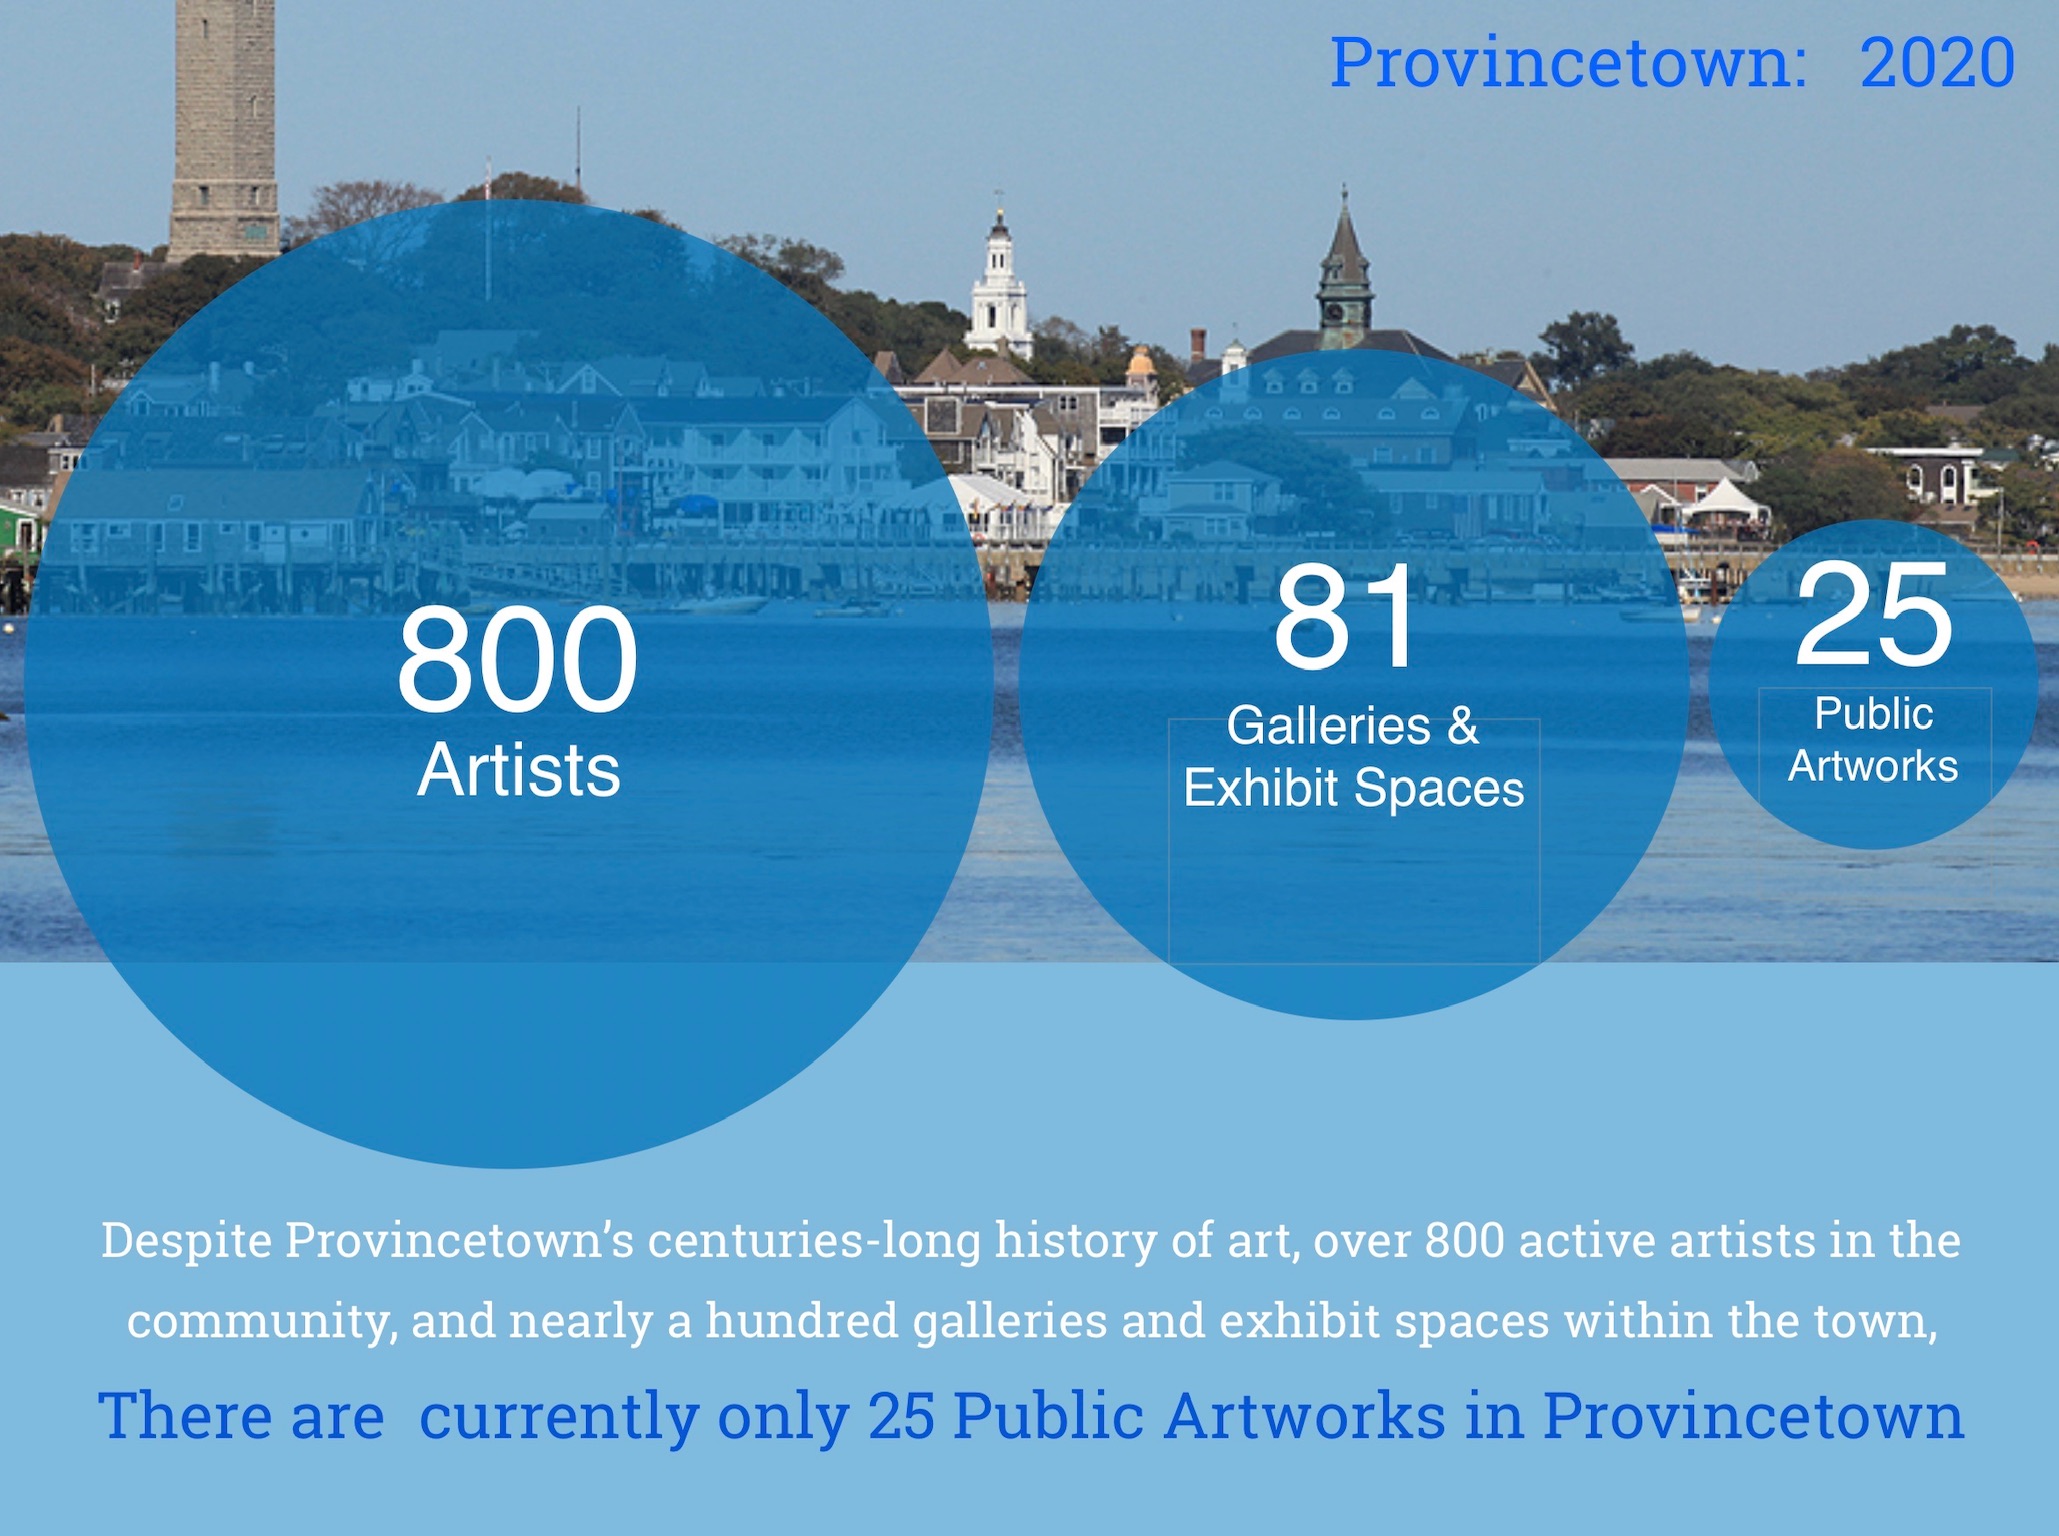 Provincetown: 2020
800
Artists
81
Galleries &
Exhibit Spaces
25
Public
Artworks
Despite Provincetown’s centuries-long history of art, over 800 active artists in the
community, and nearly a hundred galleries and exhibit spaces within the town,
There are  currently only 25 Public Artworks in Provincetown